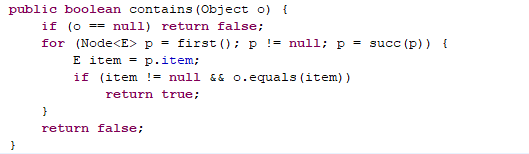 public boolean contains(Object o) {
    if (o == null) return false;
    for (Node<E> p = first(); p != null; p = succ(p)) {
        E item = p.item;
        if (item != null && o.equals(item))
            return true;
    }
    return false;
}